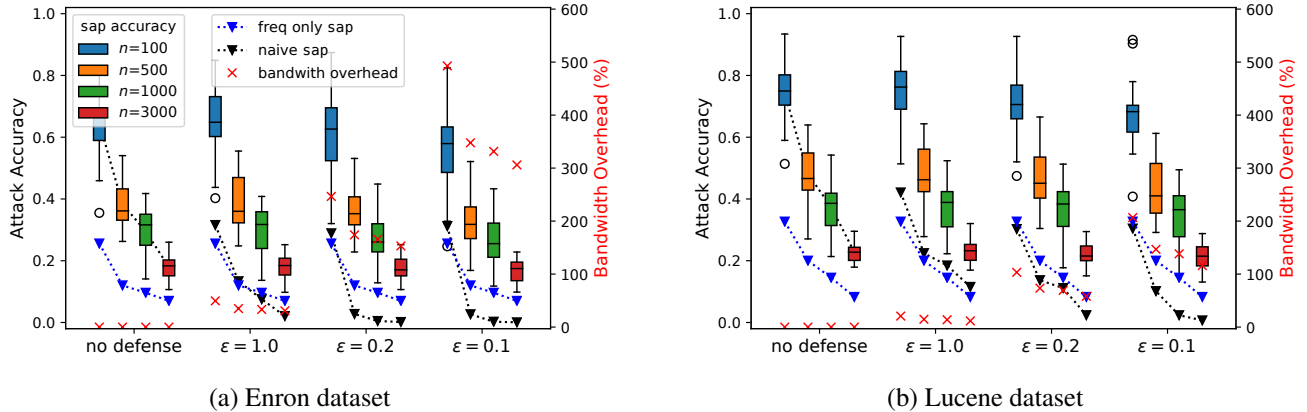 sap accuracy
n=100
n=500
n=1000
n=3000
freq only sap
naive sap
bandwith overhead
Attack Accuracy
1.0
0.8
0.6
0.4
0.2
0.0
600
500
400
300
200
100
0
Bandwidth Overhead (%)
no defense
ε = 1.0
ε = 0.2
ε = 0.1
(a) Enron dataset
Attack Accuracy
1.0
0.8
0.6
0.4
0.2
0.0
600
500
400
300
200
100
0
Bandwidth Overhead (%)
no defense
ε = 1.0
ε = 0.2
ε = 0.1
(b) Lucene dataset